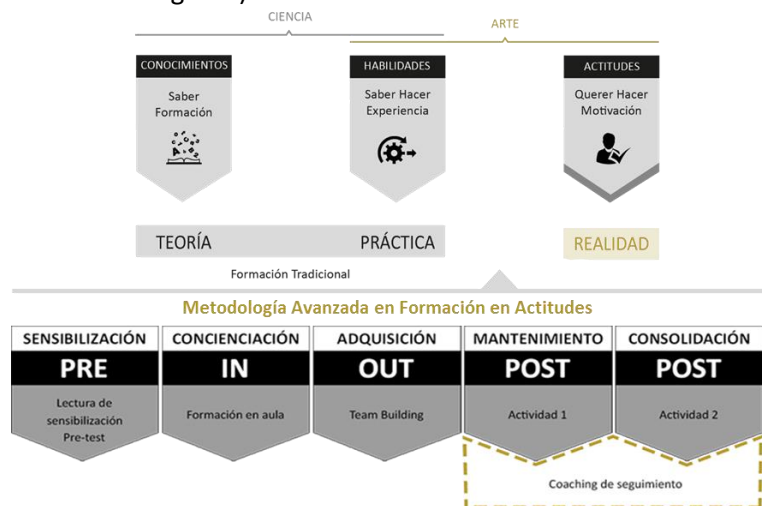 CIENCIA
ARTE
CONOCIMIENTOS
HABILIDADES
ACTITUDES
Saber
Formación
Saber Hacer
Experiencia
Querer Hacer
Motivación
TEORÍA
PRÁCTICA
REALIDAD
Formación Tradicional
Metodología Avanzada en Formación en Actitudes
SENSIBILIZACIÓN
CONCIENCIACIÓN
ADQUISICIÓN
MANTENIMIENTO
CONSOLIDACIÓN
PRE
IN
OUT
POST
POST
Lectura de
sensibilización
Pre-test
Formación en aula
Team Building
Actividad 1
Actividad 2
Coaching de seguimiento